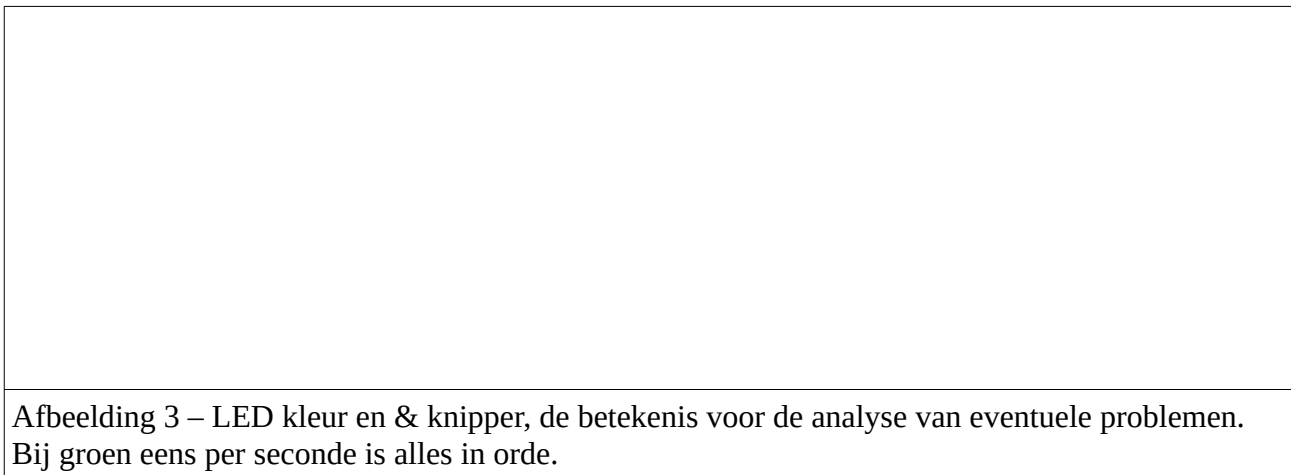 Afbeelding 3 – LED kleur en & knipper, de betekenis voor de analyse van eventuele problemen.
Bij groen eens per seconde is alles in orde.